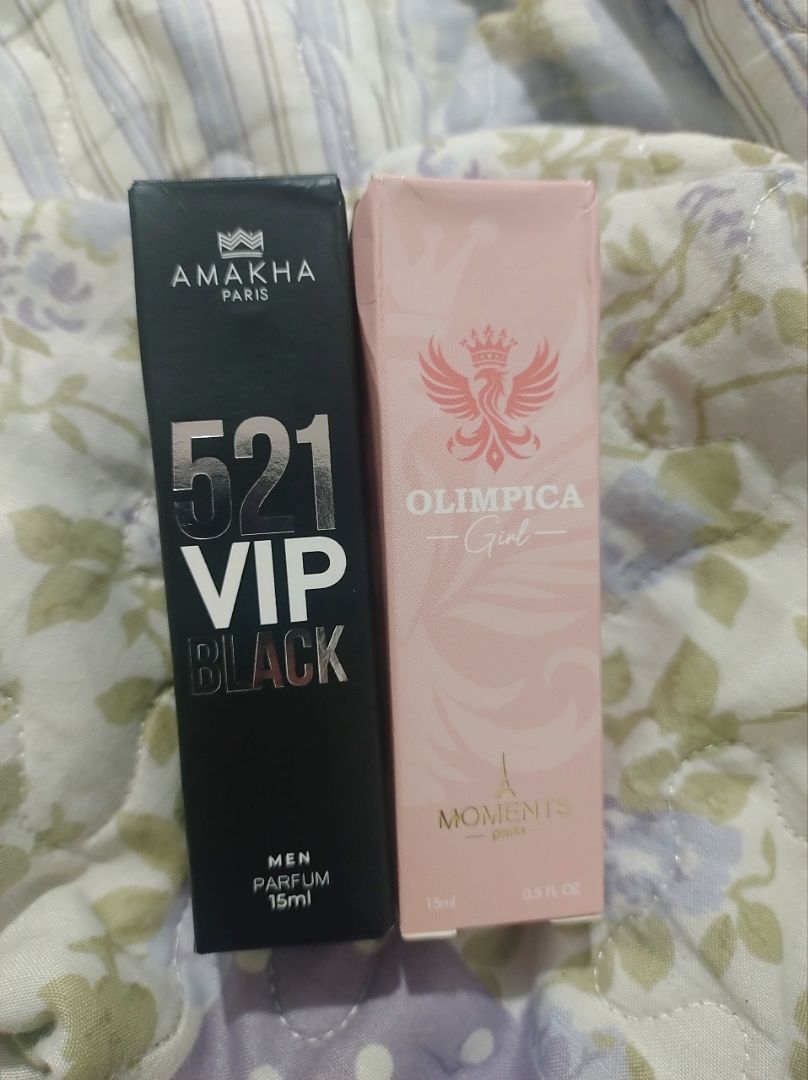 AMAKHA
PARIS
521
VIP
BLACK
MEN
PARFUM
15ml
OLIMPICA
Girl
MOMENTS
paris
15ml 0.5 FL OZ